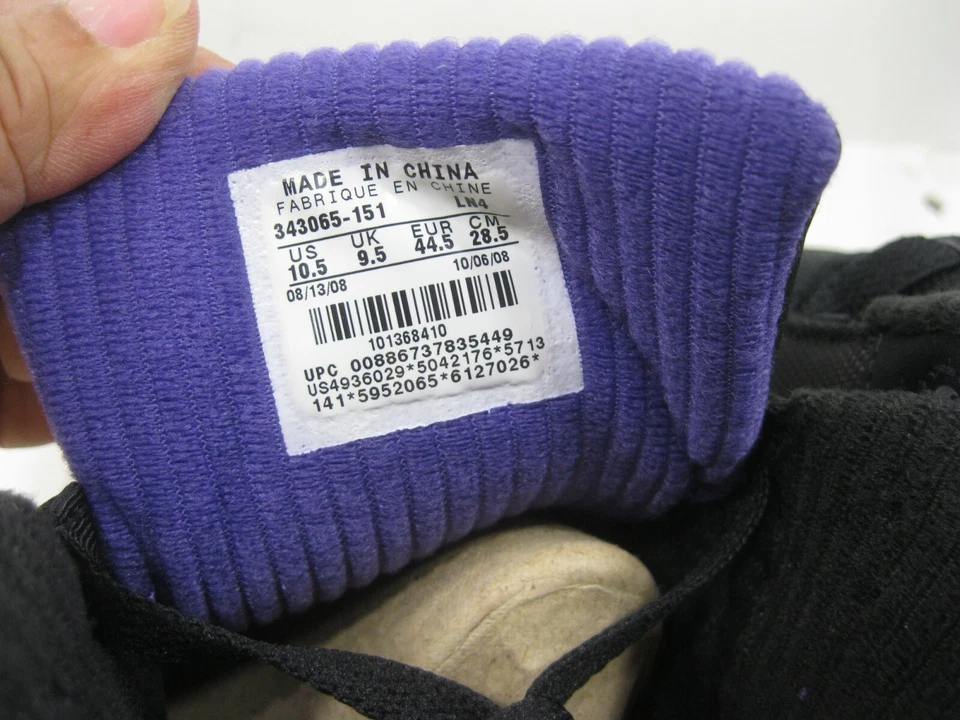 MADE IN CHINA
FABRIQUE EN CHINE
343065-151 LN4
US UK EUR CM
10.5 9.5 44.5 28.5
08/13/08 10/06/08
101368410
UPC 00886737835449
US4936029*5042176*5713
141*5952065*6127026*